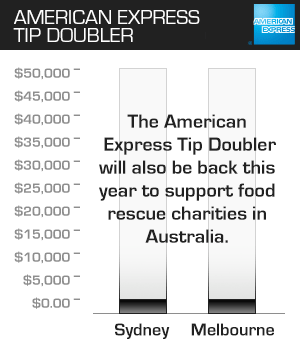 AMERICAN EXPRESS
TIP DOUBLER
AMERICAN
EXPRESS
®
$50,000
$45,000
$40,000
$35,000
$30,000
$25,000
$20,000
$15,000
$10,000
$5,000
$0.00
The American
Express Tip Doubler
will also be back this
year to support food
rescue charities in
Australia.
Sydney
Melbourne